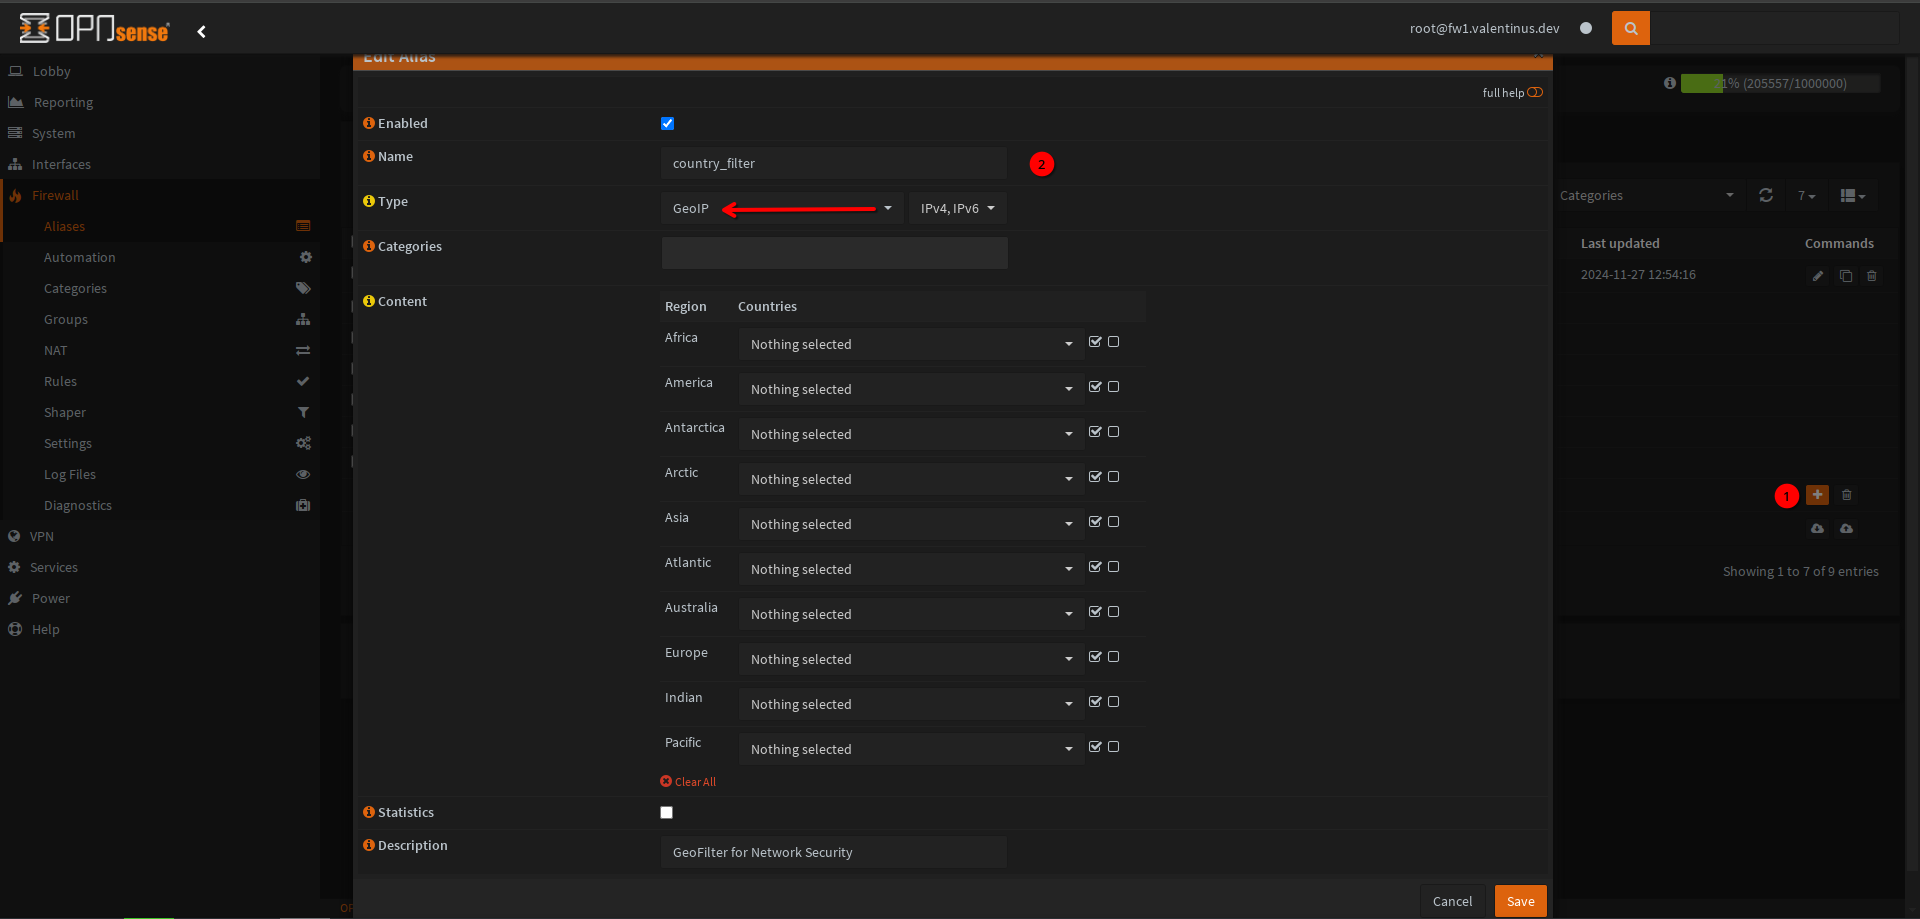 OPNsense
root@fw1.valentinus.dev
Edit Alias
Lobby
Reporting
System
Interfaces
Firewall
Aliases
Automation
Categories
Groups
NAT
Rules
Shaper
Settings
Log Files
Diagnostics
VPN
Services
Power
Help
full help
Enabled
Name
country_filter
2
Type
GeoIP
IPv4, IPv6
Categories
Content
Region Countries
Africa Nothing selected
America Nothing selected
Antarctica Nothing selected
Arctic Nothing selected
Asia Nothing selected
Atlantic Nothing selected
Australia Nothing selected
Europe Nothing selected
Indian Nothing selected
Pacific Nothing selected
Clear All
Statistics
Description
GeoFilter for Network Security
Cancel
Save
(205557/1000000)
Categories
7
Last updated Commands
2024-11-27 12:54:16
1
Showing 1 to 7 of 9 entries